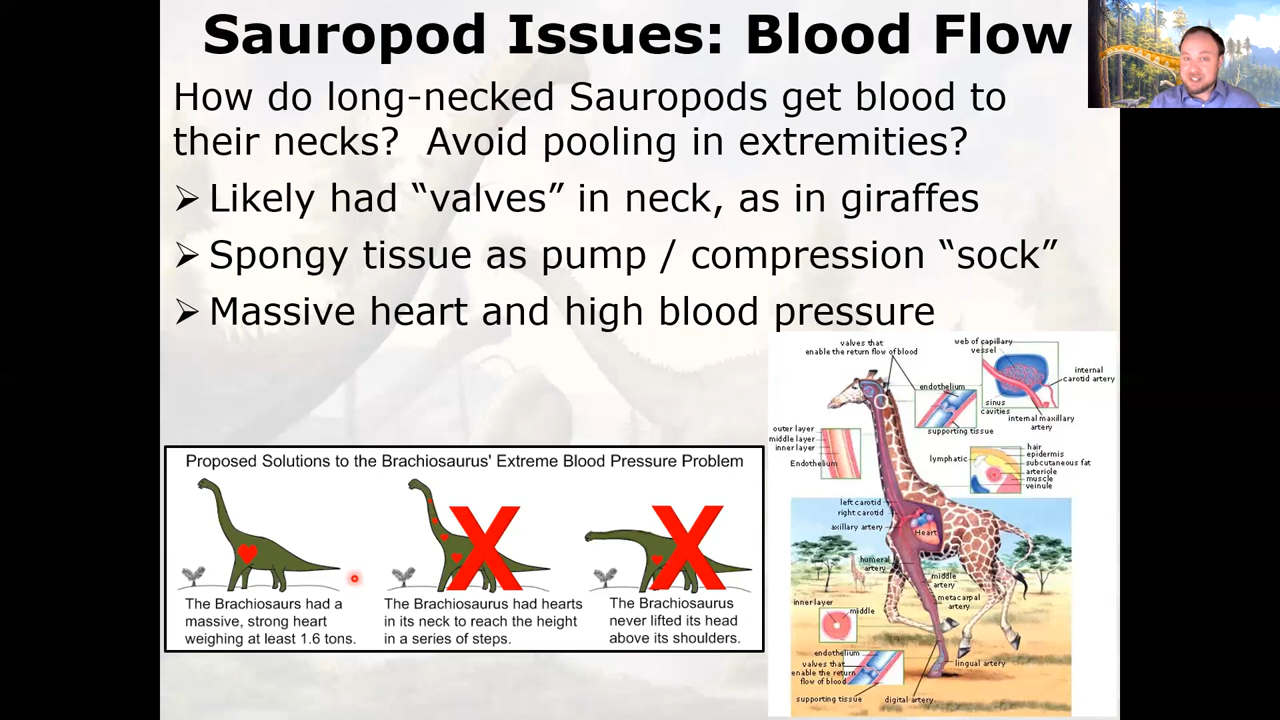 Sauropod Issues: Blood Flow
How do long-necked Sauropods get blood to
their necks?  Avoid pooling in extremities?
➢ Likely had “valves” in neck, as in giraffes
➢ Spongy tissue as pump / compression “sock”
➢ Massive heart and high blood pressure
Proposed Solutions to the Brachiosaurus' Extreme Blood Pressure Problem
X
X
The Brachiosaurs had a
massive, strong heart
weighing at least 1.6 tons.
The Brachiosaurus had hearts
in its neck to reach the height
in a series of steps.
The Brachiosaurus
never lifted its head
above its shoulders.
valves that
enable the return flow of blood
web of capillary
vessel
internal
carotid artery
endothelium
sinus
cavities
internal maxillary
artery
supporting tissue
outer layer
middle layer
inner layer
Endothelium
lymphatic
hair
epidermis
subcutaneous fat
arteriole
muscle
veinule
left carotid
right carotid
axillary artery
Heart
humeral
artery
middle
artery
metacarpal
artery
inner layer
middle
endothelium
valves that
enable the return
flow of blood
supporting tissue
digital artery
lingual artery